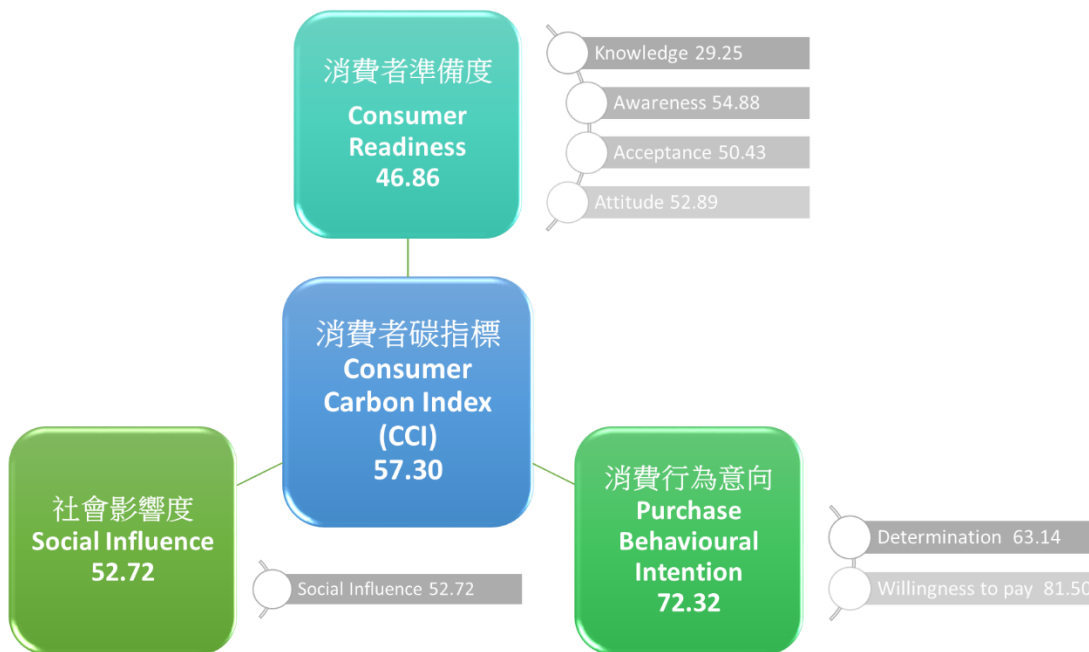 消費者準備度
Consumer
Readiness
46.86
Knowledge 29.25
Awareness 54.88
Acceptance 50.43
Attitude 52.89
消費者碳指標
Consumer
Carbon Index
(CCI)
57.30
社會影響度
Social Influence
52.72
Social Influence 52.72
消費行為意向
Purchase
Behavioural
Intention
72.32
Determination 63.14
Willingness to pay 81.50